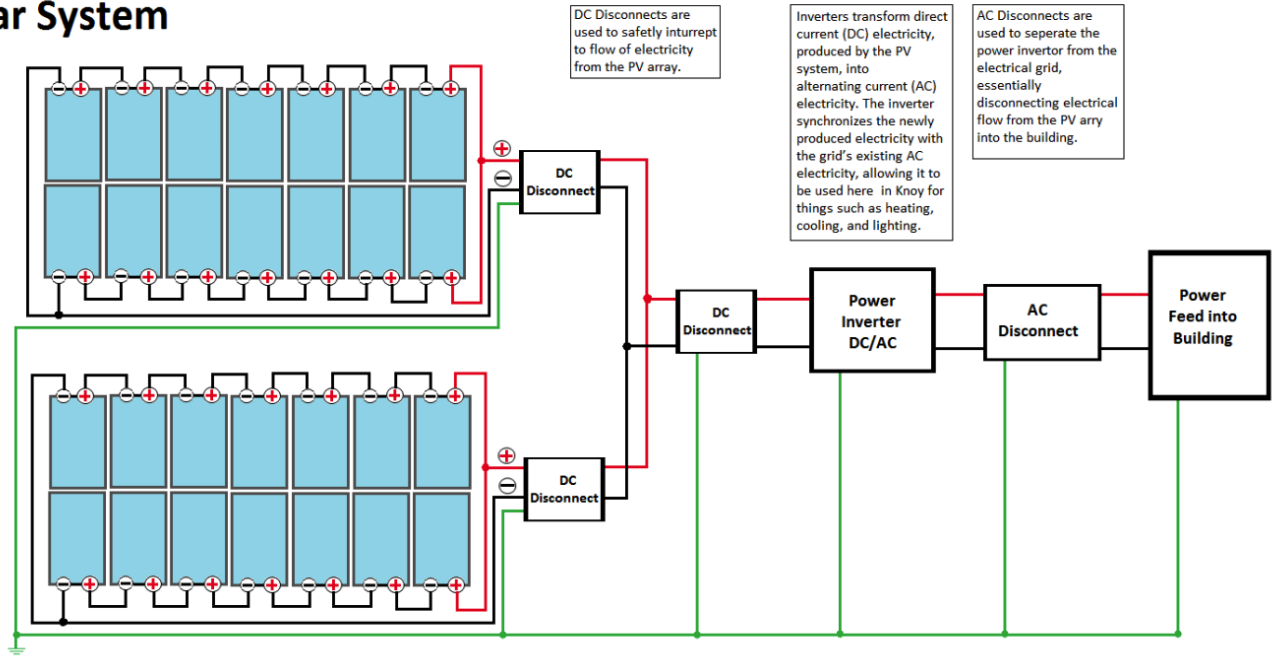 ar System
DC Disconnects are
used to safetly inturrept
to flow of electricity
from the PV array.
Inverters transform direct
current (DC) electricity,
produced by the PV
system, into
alternating current (AC)
electricity. The inverter
synchronizes the newly
produced electricity with
the grid's existing AC
electricity, allowing it to
be used here in Knoy for
things such as heating,
cooling, and lighting.
AC Disconnects are
used to seperate the
power invertor from the
electrical grid,
essentially
disconnecting electrical
flow from the PV arry
into the building.
DC
Disconnect
DC
Disconnect
Power
Inverter
DC/AC
AC
Disconnect
Power
Feed into
Building
DC
Disconnect